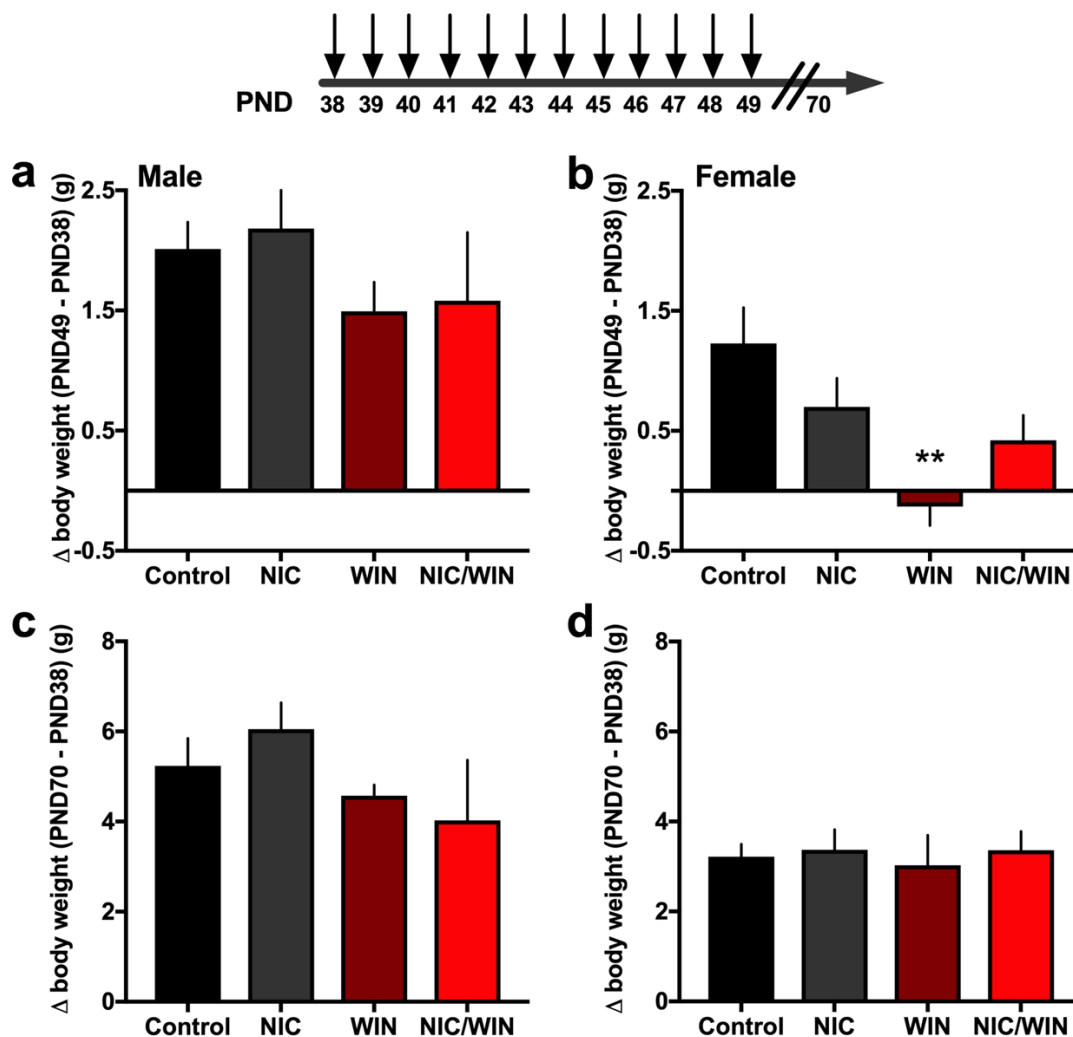 PND 38 39 40 41 42 43 44 45 46 47 48 49 70
a Male
Δ body weight (PND49 - PND38) (g)
2.5
1.5
0.5
-0.5
Control NIC WIN NIC/WIN
b Female
Δ body weight (PND49 - PND38) (g)
2.5
1.5
0.5
-0.5
**
Control NIC WIN NIC/WIN
c
Δ body weight (PND70 - PND38) (g)
8
6
4
2
0
Control NIC WIN NIC/WIN
d
Δ body weight (PND70 - PND38) (g)
8
6
4
2
0
Control NIC WIN NIC/WIN